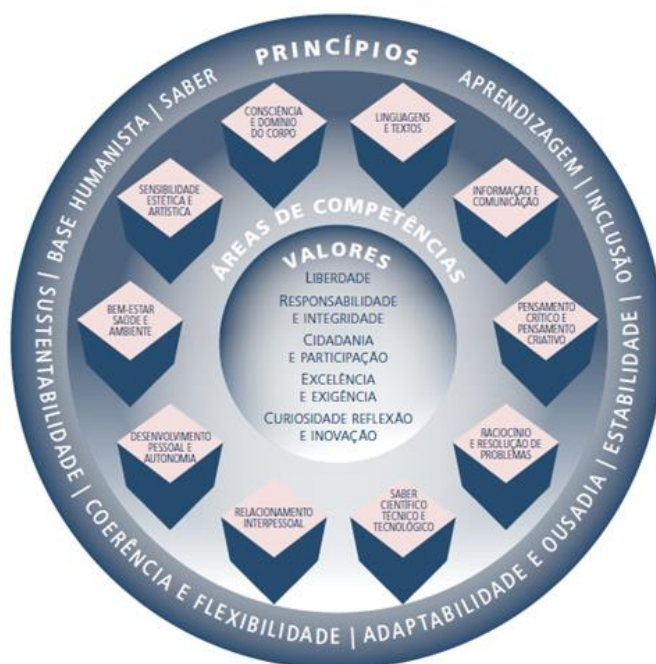 PRINCÍPIOS
BASE HUMANISTA | SABER
APRENDIZAGEM | INCLUSÃO
ESTABILIDADE
ADAPTABILIDADE E OUSADIA
COERÊNCIA E FLEXIBILIDADE
SUSTENTABILIDADE
ÁREAS DE COMPETÊNCIAS
CONSCIÊNCIA
E DOMÍNIO
DO CORPO
LINGUAGENS
E TEXTOS
INFORMAÇÃO E
COMUNICAÇÃO
PENSAMENTO
CRÍTICO E
PENSAMENTO
CRIATIVO
RACIOCÍNIO
E RESOLUÇÃO DE
PROBLEMAS
SABER
CIENTÍFICO
TÉCNICO E
TECNOLÓGICO
RELACIONAMENTO
INTERPESSOAL
DESENVOLVIMENTO
PESSOAL E
AUTONOMIA
BEM-ESTAR
SAÚDE E
AMBIENTE
SENSIBILIDADE
ESTÉTICA E
ARTÍSTICA
VALORES
LIBERDADE
RESPONSABILIDADE
E INTEGRIDADE
CIDADANIA
E PARTICIPAÇÃO
EXCELÊNCIA
E EXIGÊNCIA
CURIOSIDADE REFLEXÃO
E INOVAÇÃO